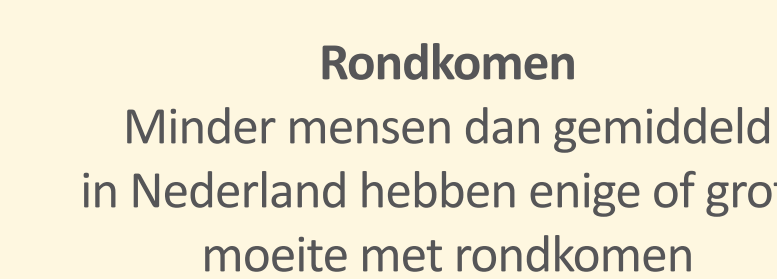 Rondkomen
Minder mensen dan gemiddeld
in Nederland hebben enige of
moeite met rondkomen